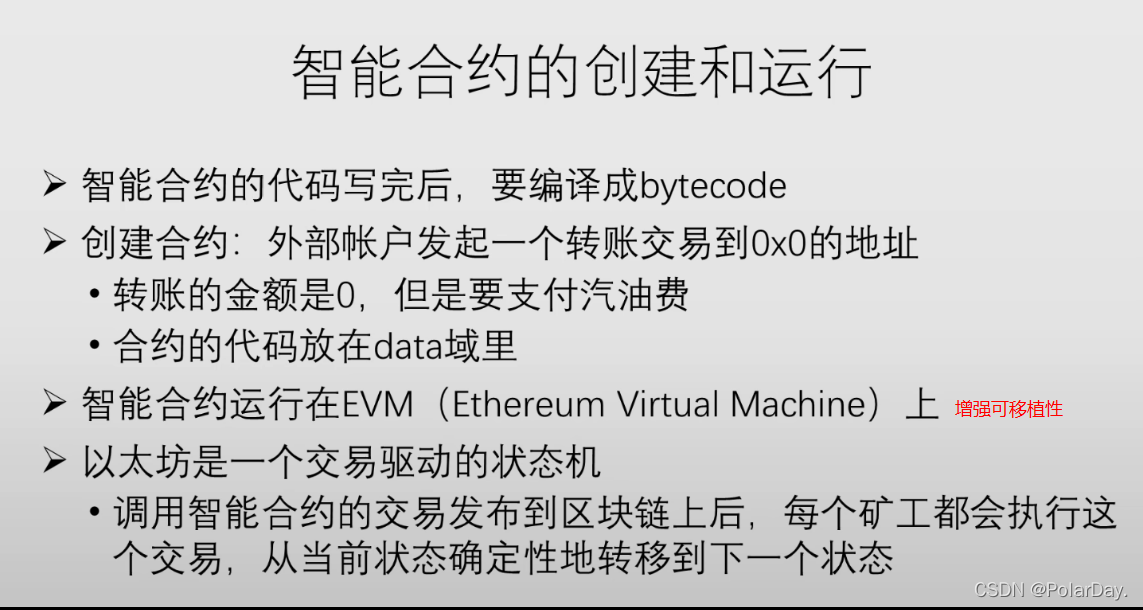 智能合约的创建和运行
➢ 智能合约的代码写完后，要编译成bytecode
➢ 创建合约：外部帐户发起一个转账交易到0x0的地址
• 转账的金额是0，但是要支付汽油费
• 合约的代码放在data域里
➢ 智能合约运行在EVM（Ethereum Virtual Machine）上 增强可移植性
➢ 以太坊是一个交易驱动的状态机
• 调用智能合约的交易发布到区块链上后，每个矿工都会执行这
个交易，从当前状态确定性地转移到下一个状态
CSDN @PolarDay.